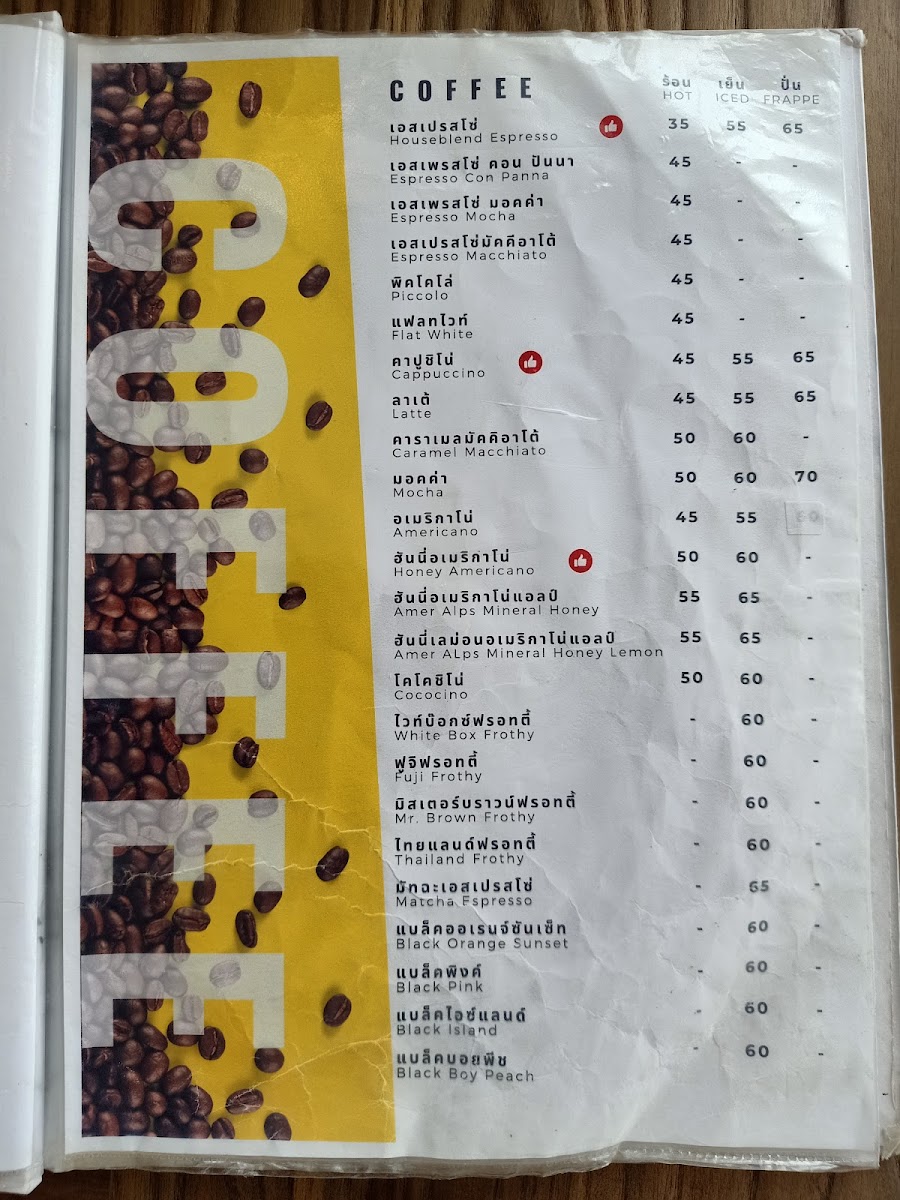 COFFEE
COFFEE
ร้อน เย็น ปั่น
HOT ICED FRAPPE
เอสเปรสโซ่ 35 55 65
Houseblend Espresso
เอสเพรสโซ่ คอน ปันนา 45 - -
Espresso Con Panna
เอสเพรสโซ่ มอคค่า 45 - -
Espresso Mocha
เอสเปรสโซ่มัคคีอาโต้ 45 - -
Espresso Macchiato
พิคโคโล่ 45 - -
Piccolo
แฟลทไวท์ 45 - -
Flat White
คาปูชิโน่ 45 55 65
Cappuccino
ลาเต้ 45 55 65
Latte
คาราเมลมัคคิอาโต้ 50 60 -
Caramel Macchiato
มอคค่า 50 60 70
Mocha
อเมริกาโน่ 45 55 60
Americano
ฮันนี่อเมริกาโน่ 50 60 -
Honey Americano
ฮันนี่อเมริกาโน่แอลป์ 55 65 -
Amer Alps Mineral Honey
ฮันนี่เลม่อนอเมริกาโน่แอลป์ 55 65 -
Amer ALps Mineral Honey Lemon
โคโคชิโน่ 50 60 -
Cococino
ไวท์บ๊อกซ์ฟรอทตี้ - 60 -
White Box Frothy
ฟูจิฟรอทตี้ - 60 -
Fuji Frothy
มิสเตอร์บราวน์ฟรอทตี้ - 60 -
Mr. Brown Frothy
ไทยแลนด์ฟรอทตี้ - 60 -
Thailand Frothy
มัทฉะเอสเปรสโซ่ - 65 -
Matcha Espresso
แบล็คออเรนจ์ซันเซ็ท - 60 -
Black Orange Sunset
แบล็คพิงค์ - 60 -
Black Pink
แบล็คไอซ์แลนด์ - 60 -
Black Island
แบล็คบอยพีช - 60 -
Black Boy Peach